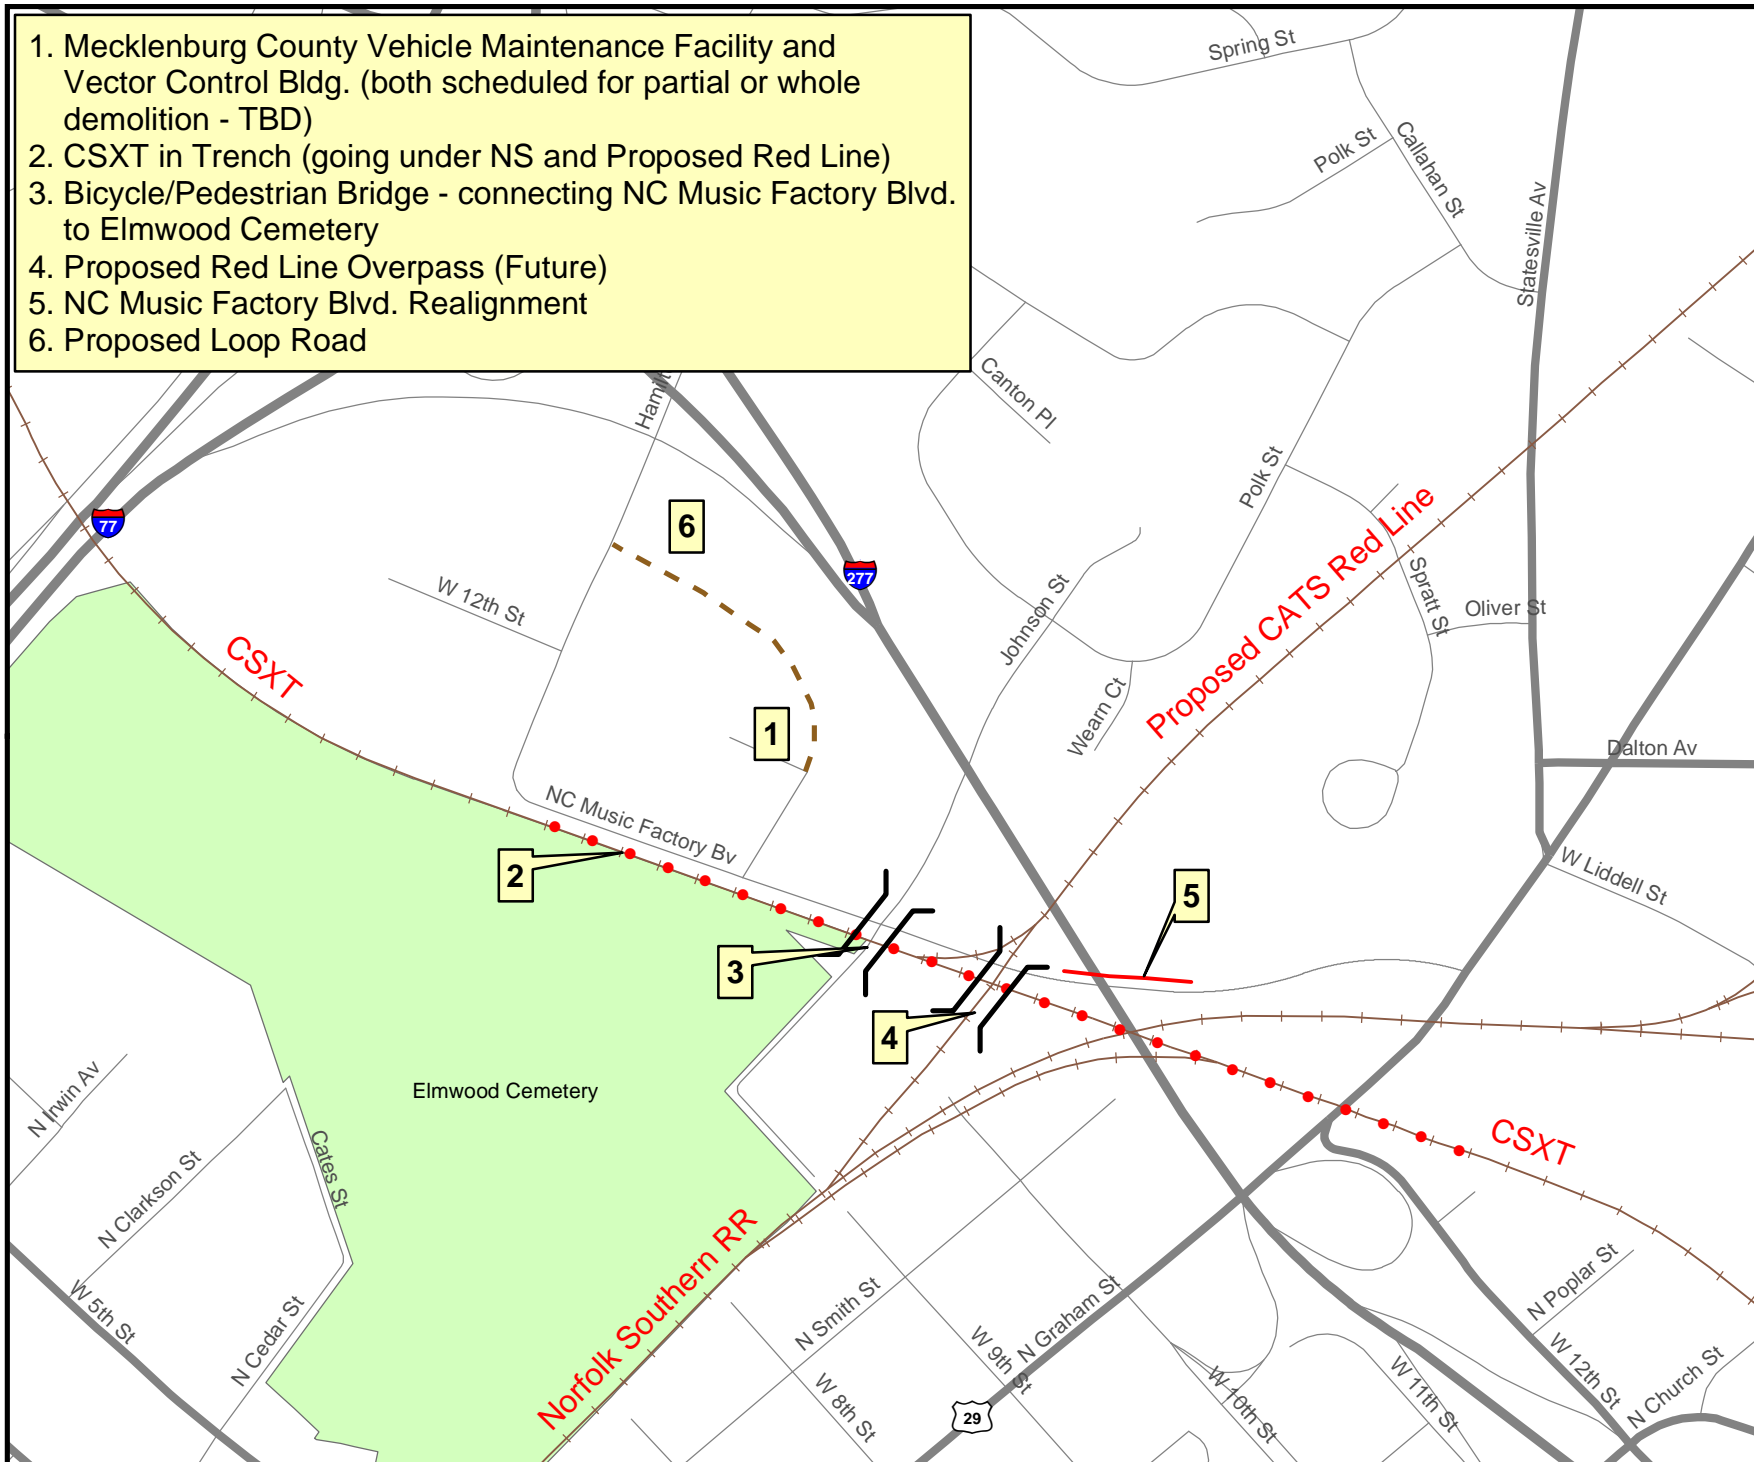 1. Mecklenburg County Vehicle Maintenance Facility and
Vector Control Bldg. (both scheduled for partial or whole
demolition - TBD)
2. CSXT in Trench (going under NS and Proposed Red Line)
3. Bicycle/Pedestrian Bridge - connecting NC Music Factory Blvd.
to Elmwood Cemetery
4. Proposed Red Line Overpass (Future)
5. NC Music Factory Blvd. Realignment
6. Proposed Loop Road
Spring St
Polk St
Callahan St
Statesville Av
Canton Pl
Hamilt
Polk St
77
6
277
Proposed CATS Red Line
W 12th St
Johnson St
Spratt St
Oliver St
CSXT
Wearn Ct
1
Dalton Av
NC Music Factory Bv
2
W Liddell St
5
3
4
Elmwood Cemetery
N Irwin Av
Cates St
N Clarkson St
CSXT
Norfolk Southern RR
W 5th St
N Cedar St
N Smith St
N Graham St
W 9th St
W 8th St
29
W 10th St
W 11th St
N Poplar St
W 12th St
N Church St